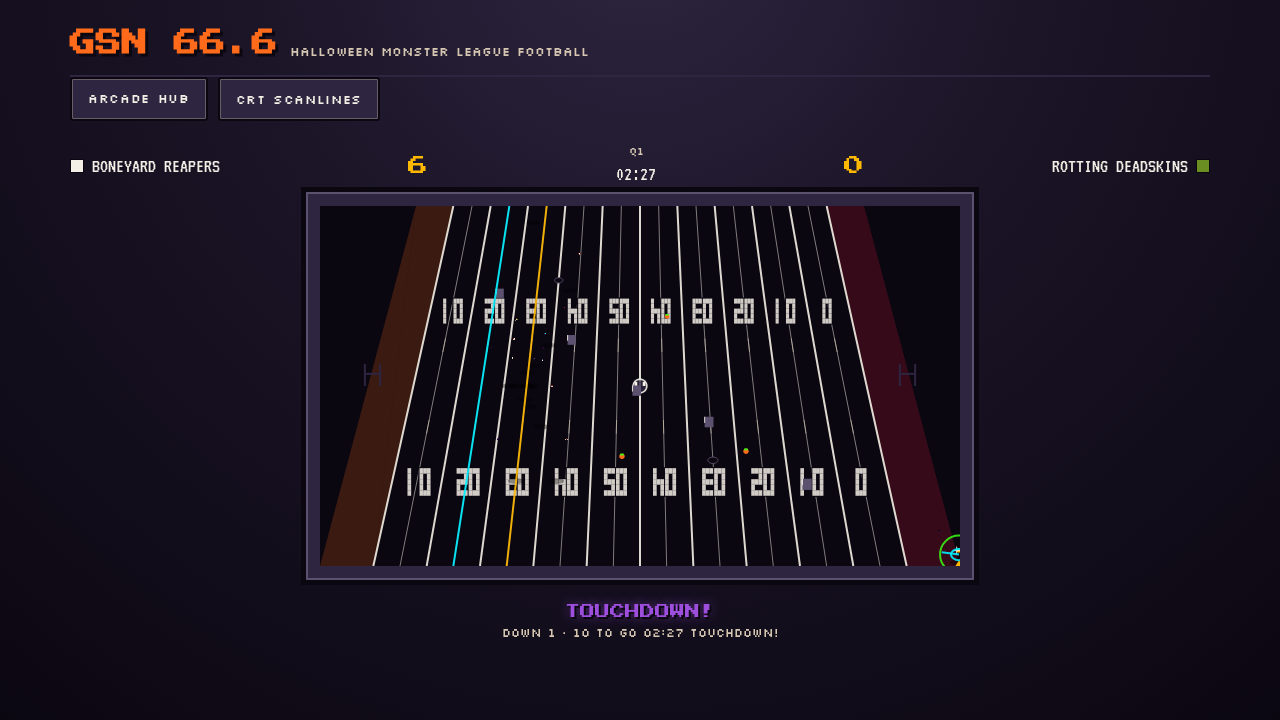 GSN 66.6 HALLOWEEN MONSTER LEAGUE FOOTBALL
ARCADE HUB CRT SCANLINES
Q1
BONEYARD REAPERS 6 02:27 0 ROTTING DEADSKINS
10 20 30 40 50 40 30 20 10 0
10 20 30 40 50 40 30 20 10 0
TOUCHDOWN!
DOWN 1 · 10 TO GO 02:27 TOUCHDOWN!